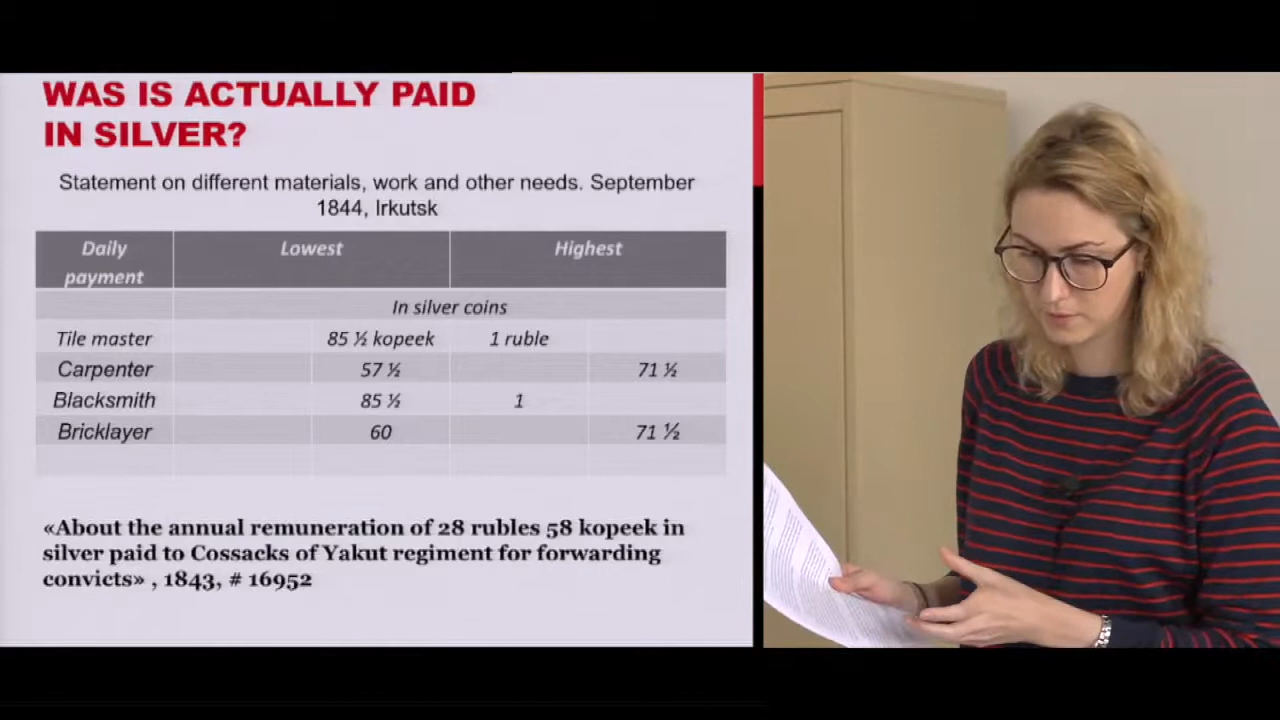 WAS IS ACTUALLY PAID
IN SILVER?
Statement on different materials, work and other needs. September
1844, Irkutsk
Daily payment Lowest Highest
In silver coins
Tile master 85 ½ kopeek 1 ruble
Carpenter 57 ½ 71 ½
Blacksmith 85 ½ 1
Bricklayer 60 71 ½
«About the annual remuneration of 28 rubles 58 kopeek in
silver paid to Cossacks of Yakut regiment for forwarding
convicts» , 1843, # 16952